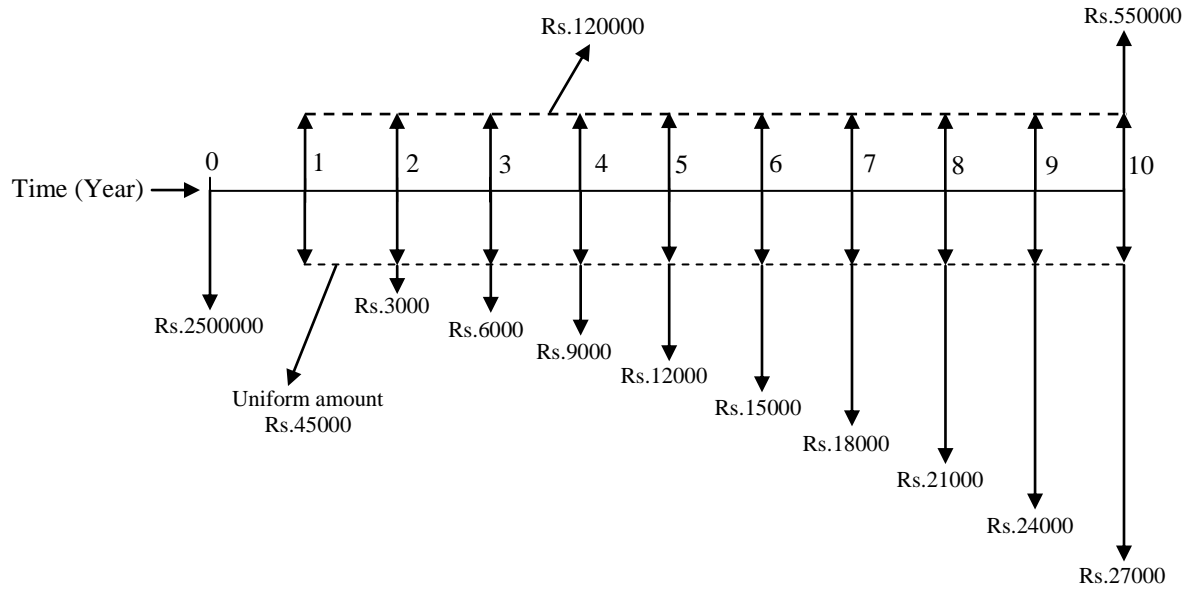 Rs.120000
Rs.550000
0
1
2
3
4
5
6
7
8
9
10
Time (Year)
Rs.2500000
Rs.3000
Rs.6000
Rs.9000
Rs.12000
Rs.15000
Rs.18000
Rs.21000
Rs.24000
Rs.27000
Uniform amount
Rs.45000